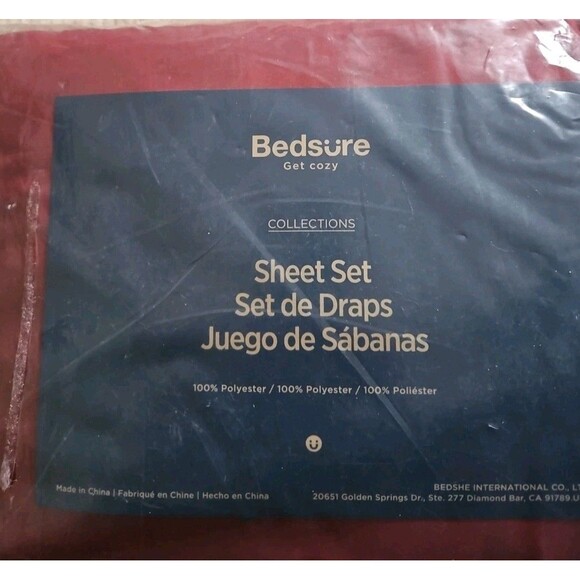 Bedsure
Get cozy
COLLECTIONS
Sheet Set
Set de Draps
Juego de Sábanas
100% Polyester / 100% Polyester / 100% Poliéster
Made in China | Fabriqué en Chine | Hecho en China
BEDSHE INTERNATIONAL CO., LT
20651 Golden Springs Dr., Ste. 277 Diamond Bar, CA 91789.U